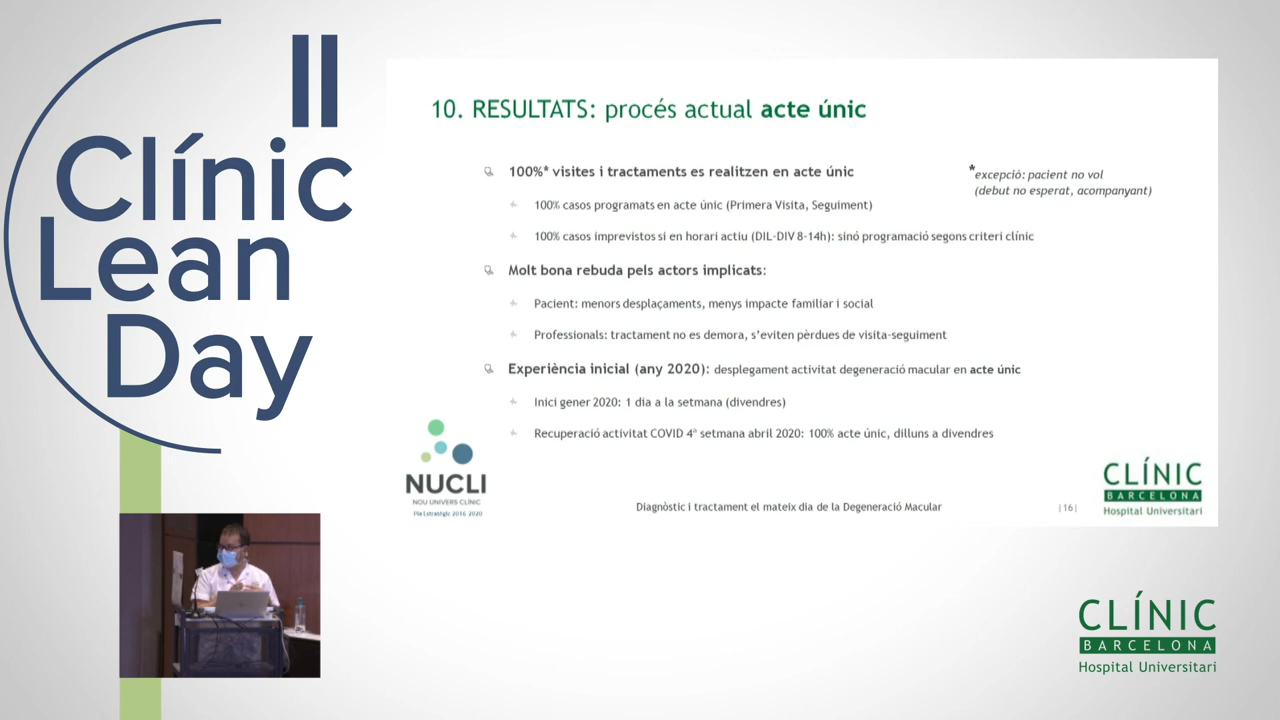 II
Clínic
Lean
Day
10. RESULTATS: procés actual acte únic
100%* visites i tractaments es realitzen en acte únic
*excepció: pacient no vol
(debut no esperat, acompanyant)
100% casos programats en acte únic (Primera Visita, Seguiment)
100% casos imprevistos si en horari actiu (DIL-DIV 8-14h): sinó programació segons criteri clínic
Molt bona rebuda pels actors implicats:
Pacient: menors desplaçaments, menys impacte familiar i social
Professionals: tractament no es demora, s'eviten pèrdues de visita-seguiment
Experiència inicial (any 2020): desplegament activitat degeneració macular en acte únic
Inici gener 2020: 1 dia a la setmana (divendres)
Recuperació activitat COVID 4ª setmana abril 2020: 100% acte únic, dilluns a divendres
NUCLI
NOU UNIVERS CLÍNIC
Pla Estratègic 2016-2020
Diagnòstic i tractament el mateix dia de la Degeneració Macular
|16|
CLÍNIC
BARCELONA
Hospital Universitari
CLÍNIC
BARCELONA
Hospital Universitari